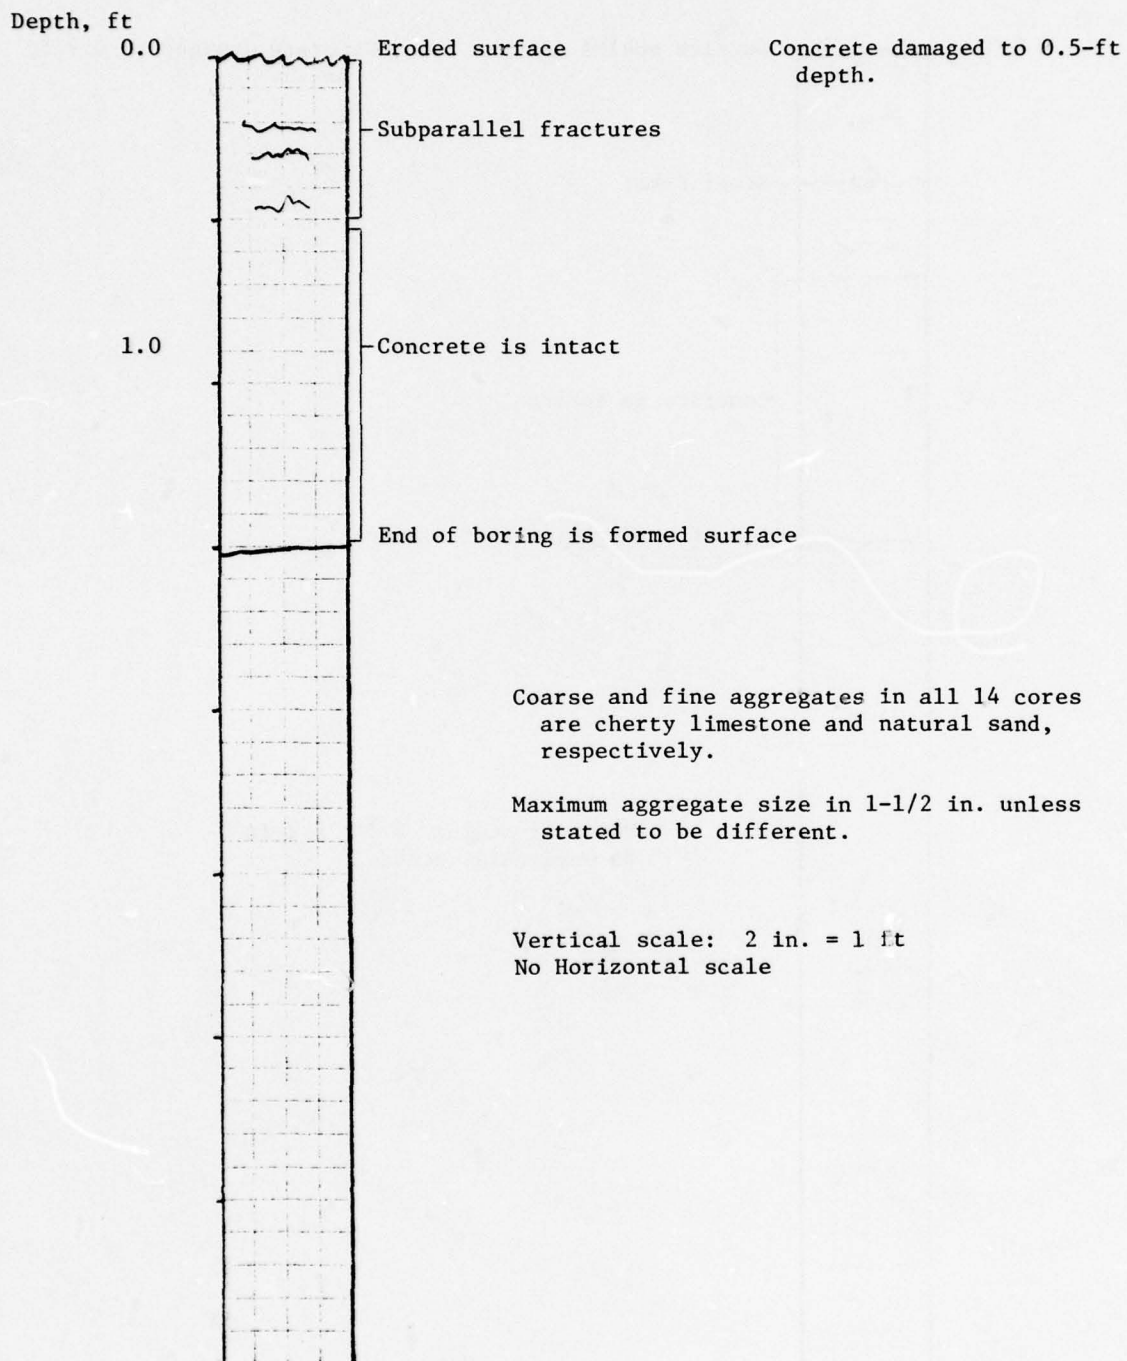 Depth, ft
0.0
Eroded surface
Concrete damaged to 0.5-ft
depth.
Subparallel fractures
1.0
Concrete is intact
End of boring is formed surface
Coarse and fine aggregates in all 14 cores
are cherty limestone and natural sand,
respectively.
Maximum aggregate size in 1-1/2 in. unless
stated to be different.
Vertical scale: 2 in. = 1 ft
No Horizontal scale